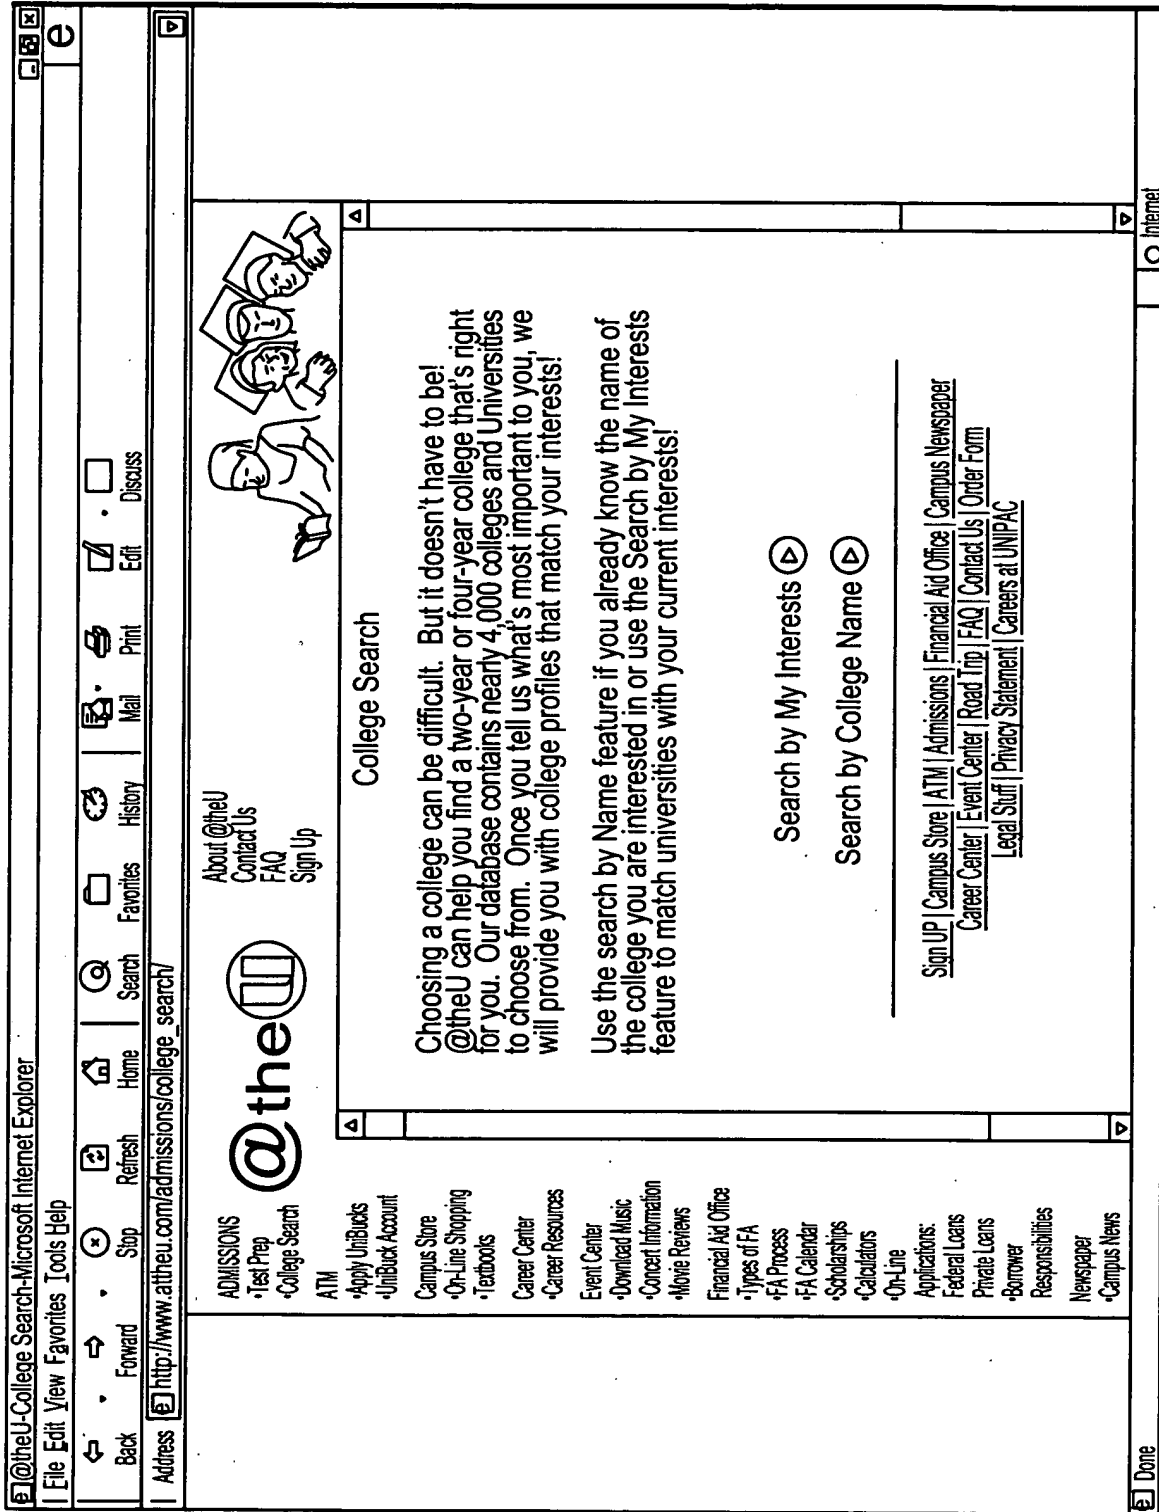 @theU-College Search-Microsoft Internet Explorer
File Edit View Favorites Tools Help
Back Forward Stop Refresh Home Search Favorites History Mail Print Edit Discuss
Address http://www.attheu.com/admissions/college_search/
@theU
About @theU
Contact Us
FAQ
Sign Up
ADMISSIONS
•Test Prep
•College Search
ATM
•Apply UniBucks
•UniBuck Account
Campus Store
•On-Line Shopping
•Textbooks
Career Center
•Career Resources
Event Center
•Download Music
•Concert Information
•Movie Reviews
Financial Aid Office
•Types of FA
•FA Process
•FA Calendar
•Scholarships
•Calculators
•On-Line
Applications:
Federal Loans
Private Loans
•Borrower
Responsibilities
Newspaper
•Campus News
College Search
Choosing a college can be difficult. But it doesn't have to be!
@theU can help you find a two-year or four-year college that's right
for you. Our database contains nearly 4,000 colleges and Universities
to choose from. Once you tell us what's most important to you, we
will provide you with college profiles that match your interests!
Use the search by Name feature if you already know the name of
the college you are interested in or use the Search by My Interests
feature to match universities with your current interests!
Search by My Interests
Search by College Name
Sign UP | Campus Store | ATM | Admissions | Financial Aid Office | Campus Newspaper
Career Center | Event Center | Road Trip | FAQ | Contact Us | Order Form
Legal Stuff | Privacy Statement | Careers at UNIPAC
Done
Internet